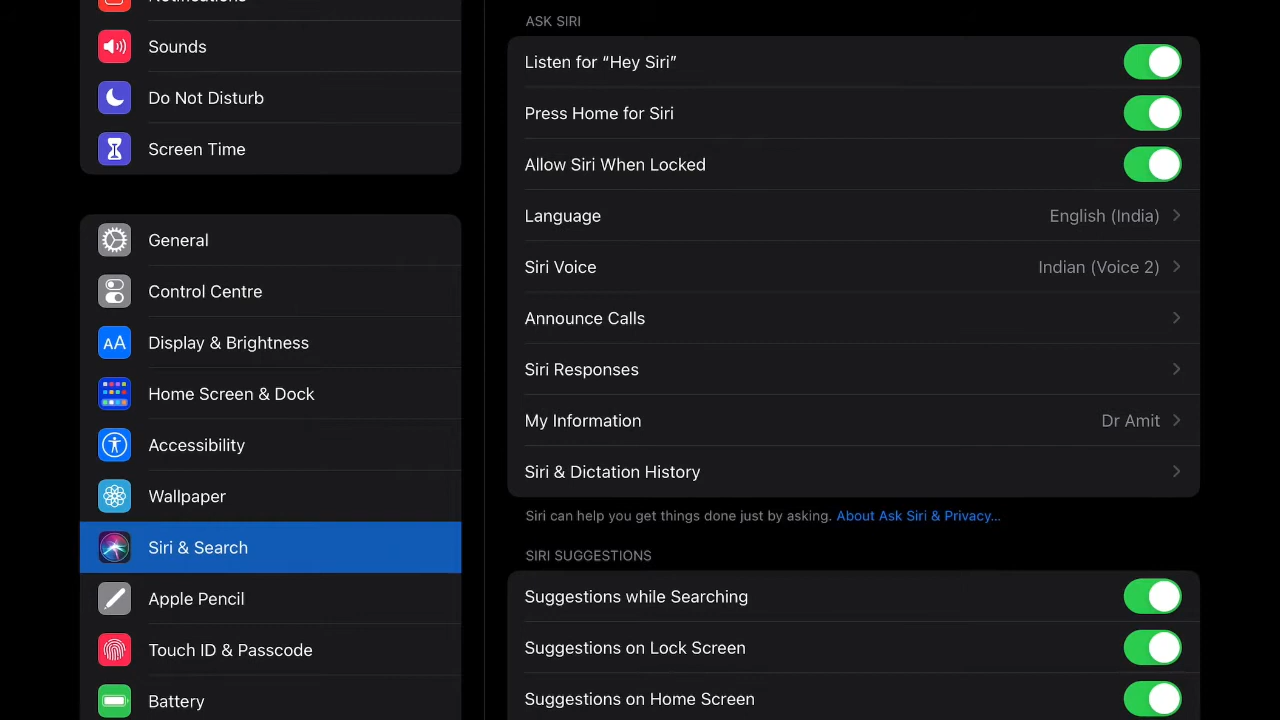 Notifications
Sounds
Do Not Disturb
Screen Time
General
Control Centre
AA
Display & Brightness
Home Screen & Dock
Accessibility
Wallpaper
Siri & Search
Apple Pencil
Touch ID & Passcode
Battery
ASK SIRI
Listen for “Hey Siri”
Press Home for Siri
Allow Siri When Locked
Language English (India)
Siri Voice Indian (Voice 2)
Announce Calls
Siri Responses
My Information Dr Amit
Siri & Dictation History
Siri can help you get things done just by asking. About Ask Siri & Privacy...
SIRI SUGGESTIONS
Suggestions while Searching
Suggestions on Lock Screen
Suggestions on Home Screen